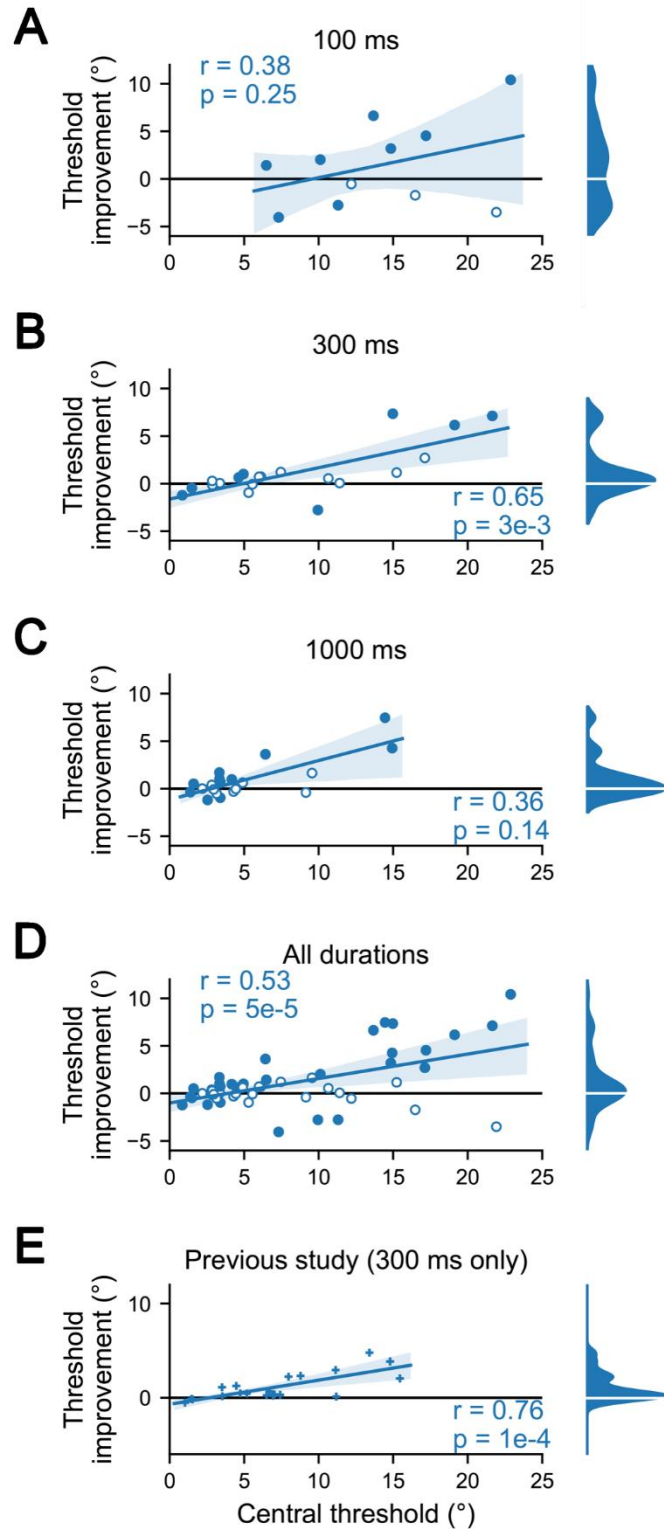 A
100 ms
r = 0.38
p = 0.25
Threshold
improvement (°)
10
5
0
−5
0 5 10 15 20 25
B
300 ms
Threshold
improvement (°)
10
5
0
−5
r = 0.65
p = 3e-3
0 5 10 15 20 25
C
1000 ms
Threshold
improvement (°)
10
5
0
−5
r = 0.36
p = 0.14
0 5 10 15 20 25
D
All durations
r = 0.53
p = 5e-5
Threshold
improvement (°)
10
5
0
−5
0 5 10 15 20 25
E
Previous study (300 ms only)
Threshold
improvement (°)
10
0
r = 0.76
p = 1e-4
0 5 10 15 20 25
Central threshold (°)